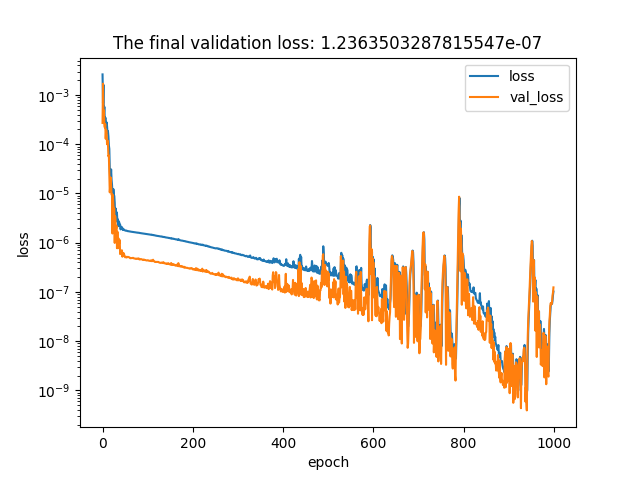 The final validation loss: 1.2363503287815547e-07
loss
val_loss
10⁻³
10⁻⁴
10⁻⁵
10⁻⁶
10⁻⁷
10⁻⁸
10⁻⁹
loss
0 200 400 600 800 1000
epoch